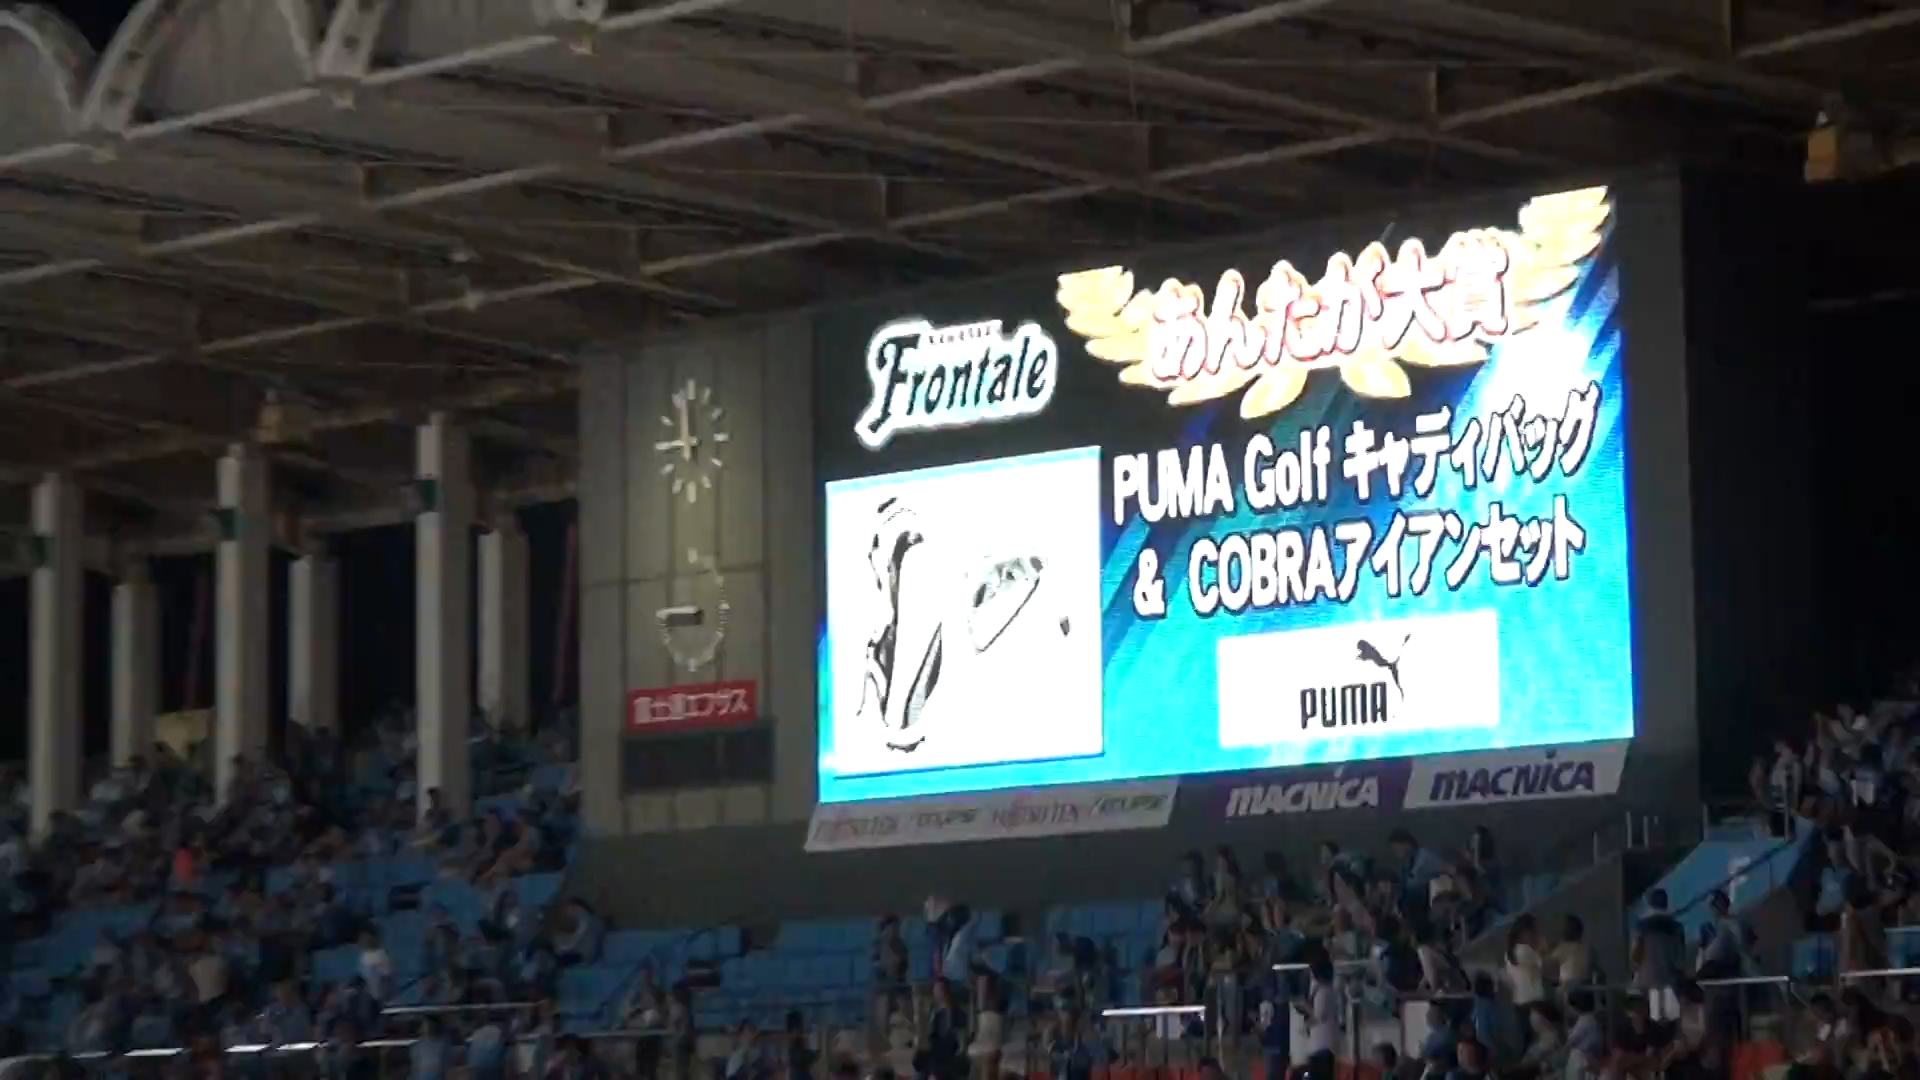 Frontale
あんたが大賞
PUMA Golf キャディバッグ
& COBRAアイアンセット
PUMA
富士通エフサス
MACNICA MACNICA